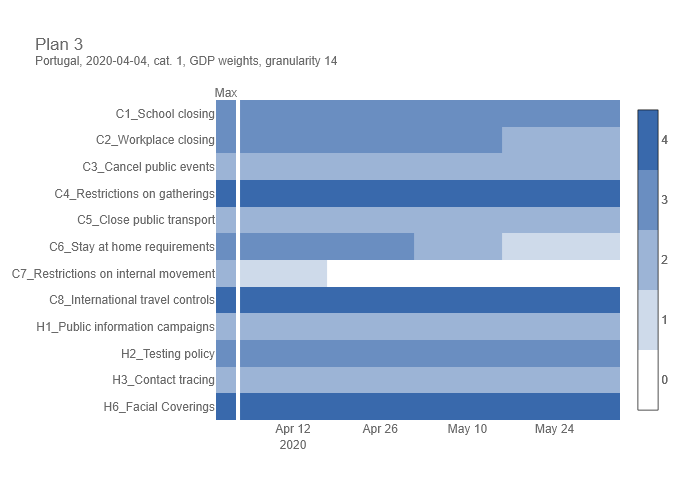 Plan 3
Portugal, 2020-04-04, cat. 1, GDP weights, granularity 14
Max
C1_School closing
C2_Workplace closing
C3_Cancel public events
C4_Restrictions on gatherings
C5_Close public transport
C6_Stay at home requirements
C7_Restrictions on internal movement
C8_International travel controls
H1_Public information campaigns
H2_Testing policy
H3_Contact tracing
H6_Facial Coverings
4
3
2
1
0
Apr 12 Apr 26 May 10 May 24
2020